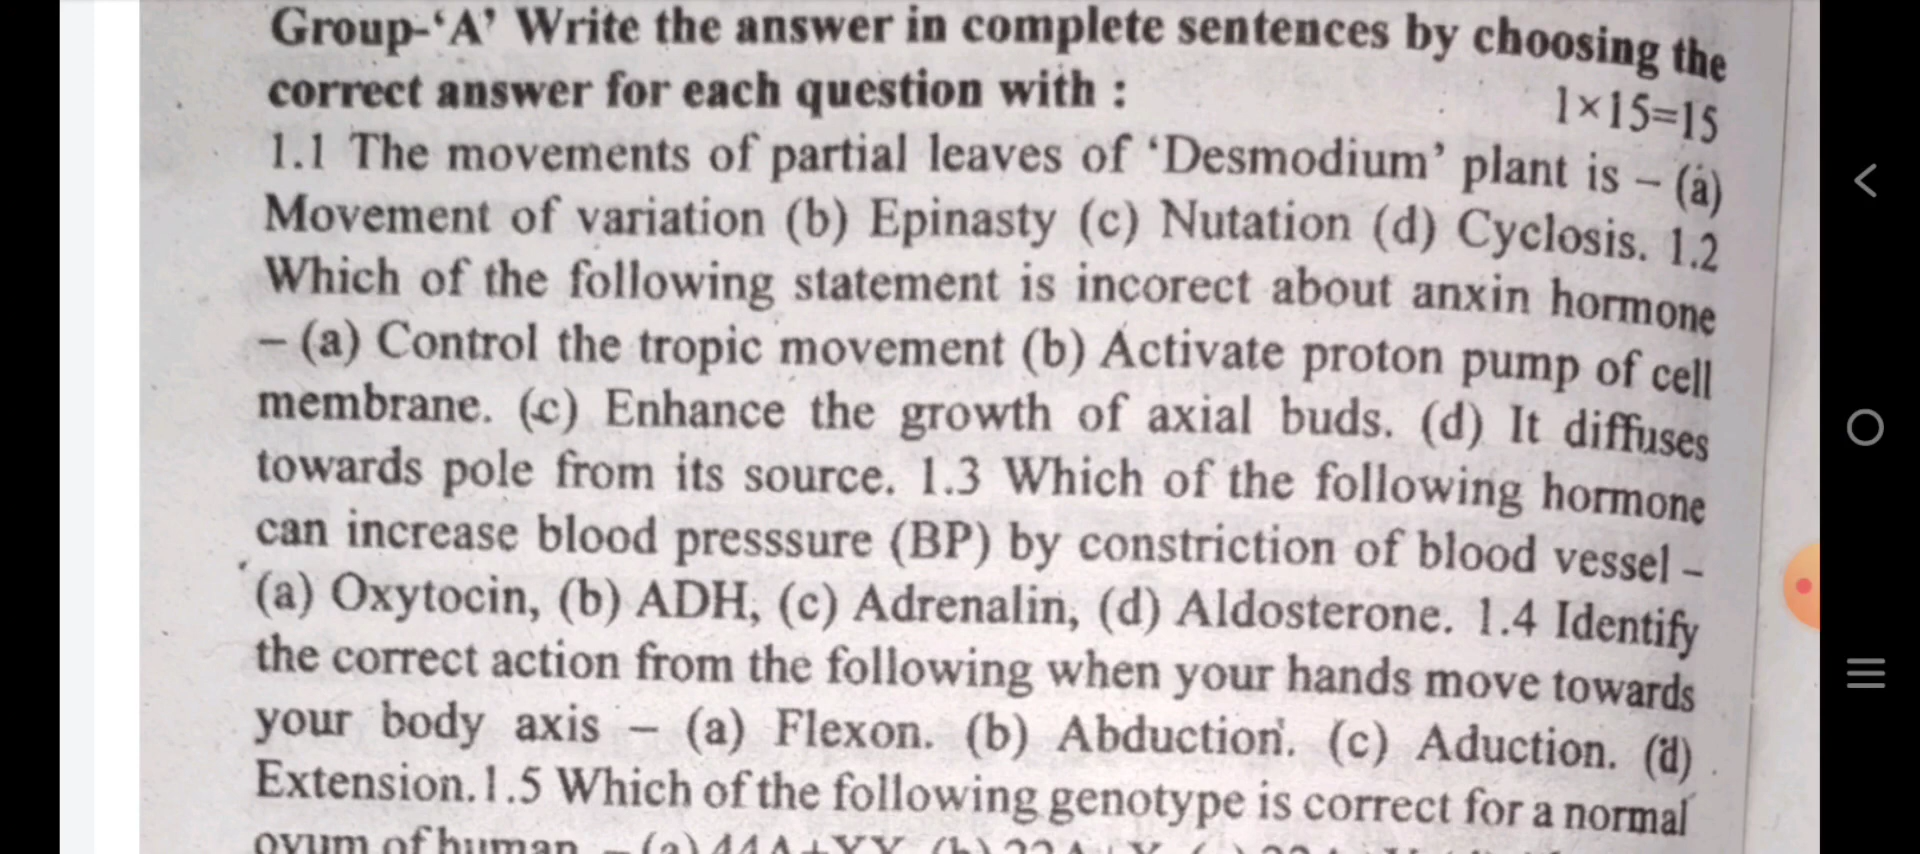 Group-‘A’ Write the answer in complete sentences by choosing the
correct answer for each question with :
1×15=15
1.1 The movements of partial leaves of ‘Desmodium’ plant is – (a)
Movement of variation (b) Epinasty (c) Nutation (d) Cyclosis. 1.2
Which of the following statement is incorect about anxin hormone
– (a) Control the tropic movement (b) Activate proton pump of cell
membrane. (c) Enhance the growth of axial buds. (d) It diffuses
towards pole from its source. 1.3 Which of the following hormone
can increase blood presssure (BP) by constriction of blood vessel –
(a) Oxytocin, (b) ADH, (c) Adrenalin, (d) Aldosterone. 1.4 Identify
the correct action from the following when your hands move towards
your body axis – (a) Flexon. (b) Abduction. (c) Aduction. (d)
Extension. 1.5 Which of the following genotype is correct for a normal
ovum of human – (a) 44A+XX (b)